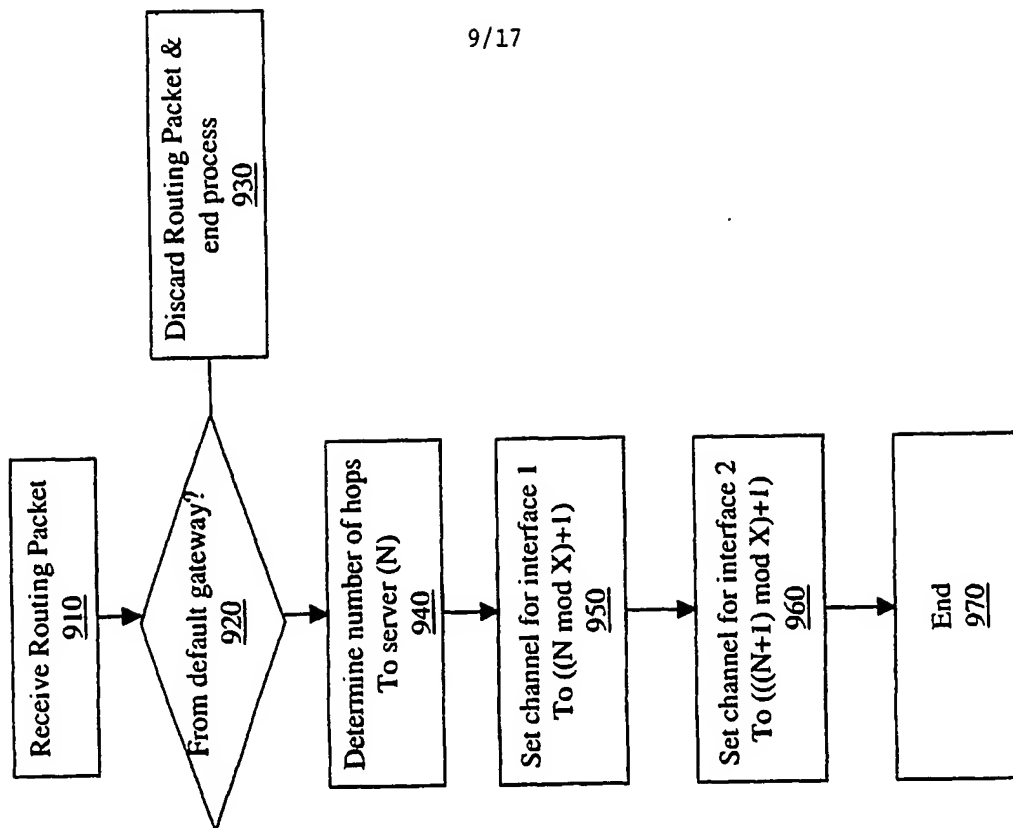 9/17
Receive Routing Packet
910
From default gateway?
920
Discard Routing Packet &
end process
930
Determine number of hops
To server (N)
940
Set channel for interface 1
To ((N mod X)+1)
950
Set channel for interface 2
To (((N+1) mod X)+1)
960
End
970